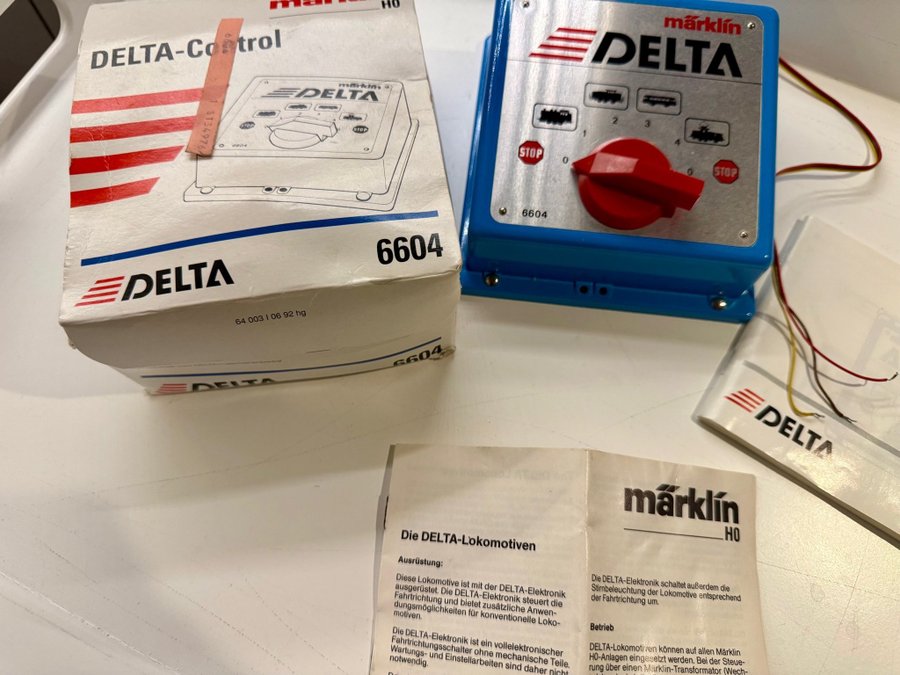 märklin
H0
DELTA-Control
märklin
DELTA
STOP
STOP
6604
DELTA
64 003 I 06 92 hg
6604
DELTA
märklin
DELTA
1
2
3
4
0
0
STOP
STOP
6604
DELTA
Die DELTA-Lokomotiven
Ausrüstung:
Diese Lokomotive ist mit der DELTA-Elektronik
ausgerüstet. Die DELTA-Elektronik steuert die
Fahrtrichtung und bietet zusätzliche Anwen-
dungsmöglichkeiten für konventionelle Loko-
motiven.
Die DELTA-Elektronik ist ein vollelektronischer
Fahrtrichtungsschalter ohne mechanische Teile.
Wartungs- und Einstellarbeiten sind daher nicht
notwendig.
märklin
H0
Die DELTA-Elektronik schaltet außerdem die
Stirnbeleuchtung der Lokomotive entsprechend
der Fahrtrichtung um.
Betrieb
DELTA-Lokomotiven können auf allen Märklin
H0-Anlagen eingesetzt werden. Bei der Steue-
rung über einen Märklin-Transformator (Wech-